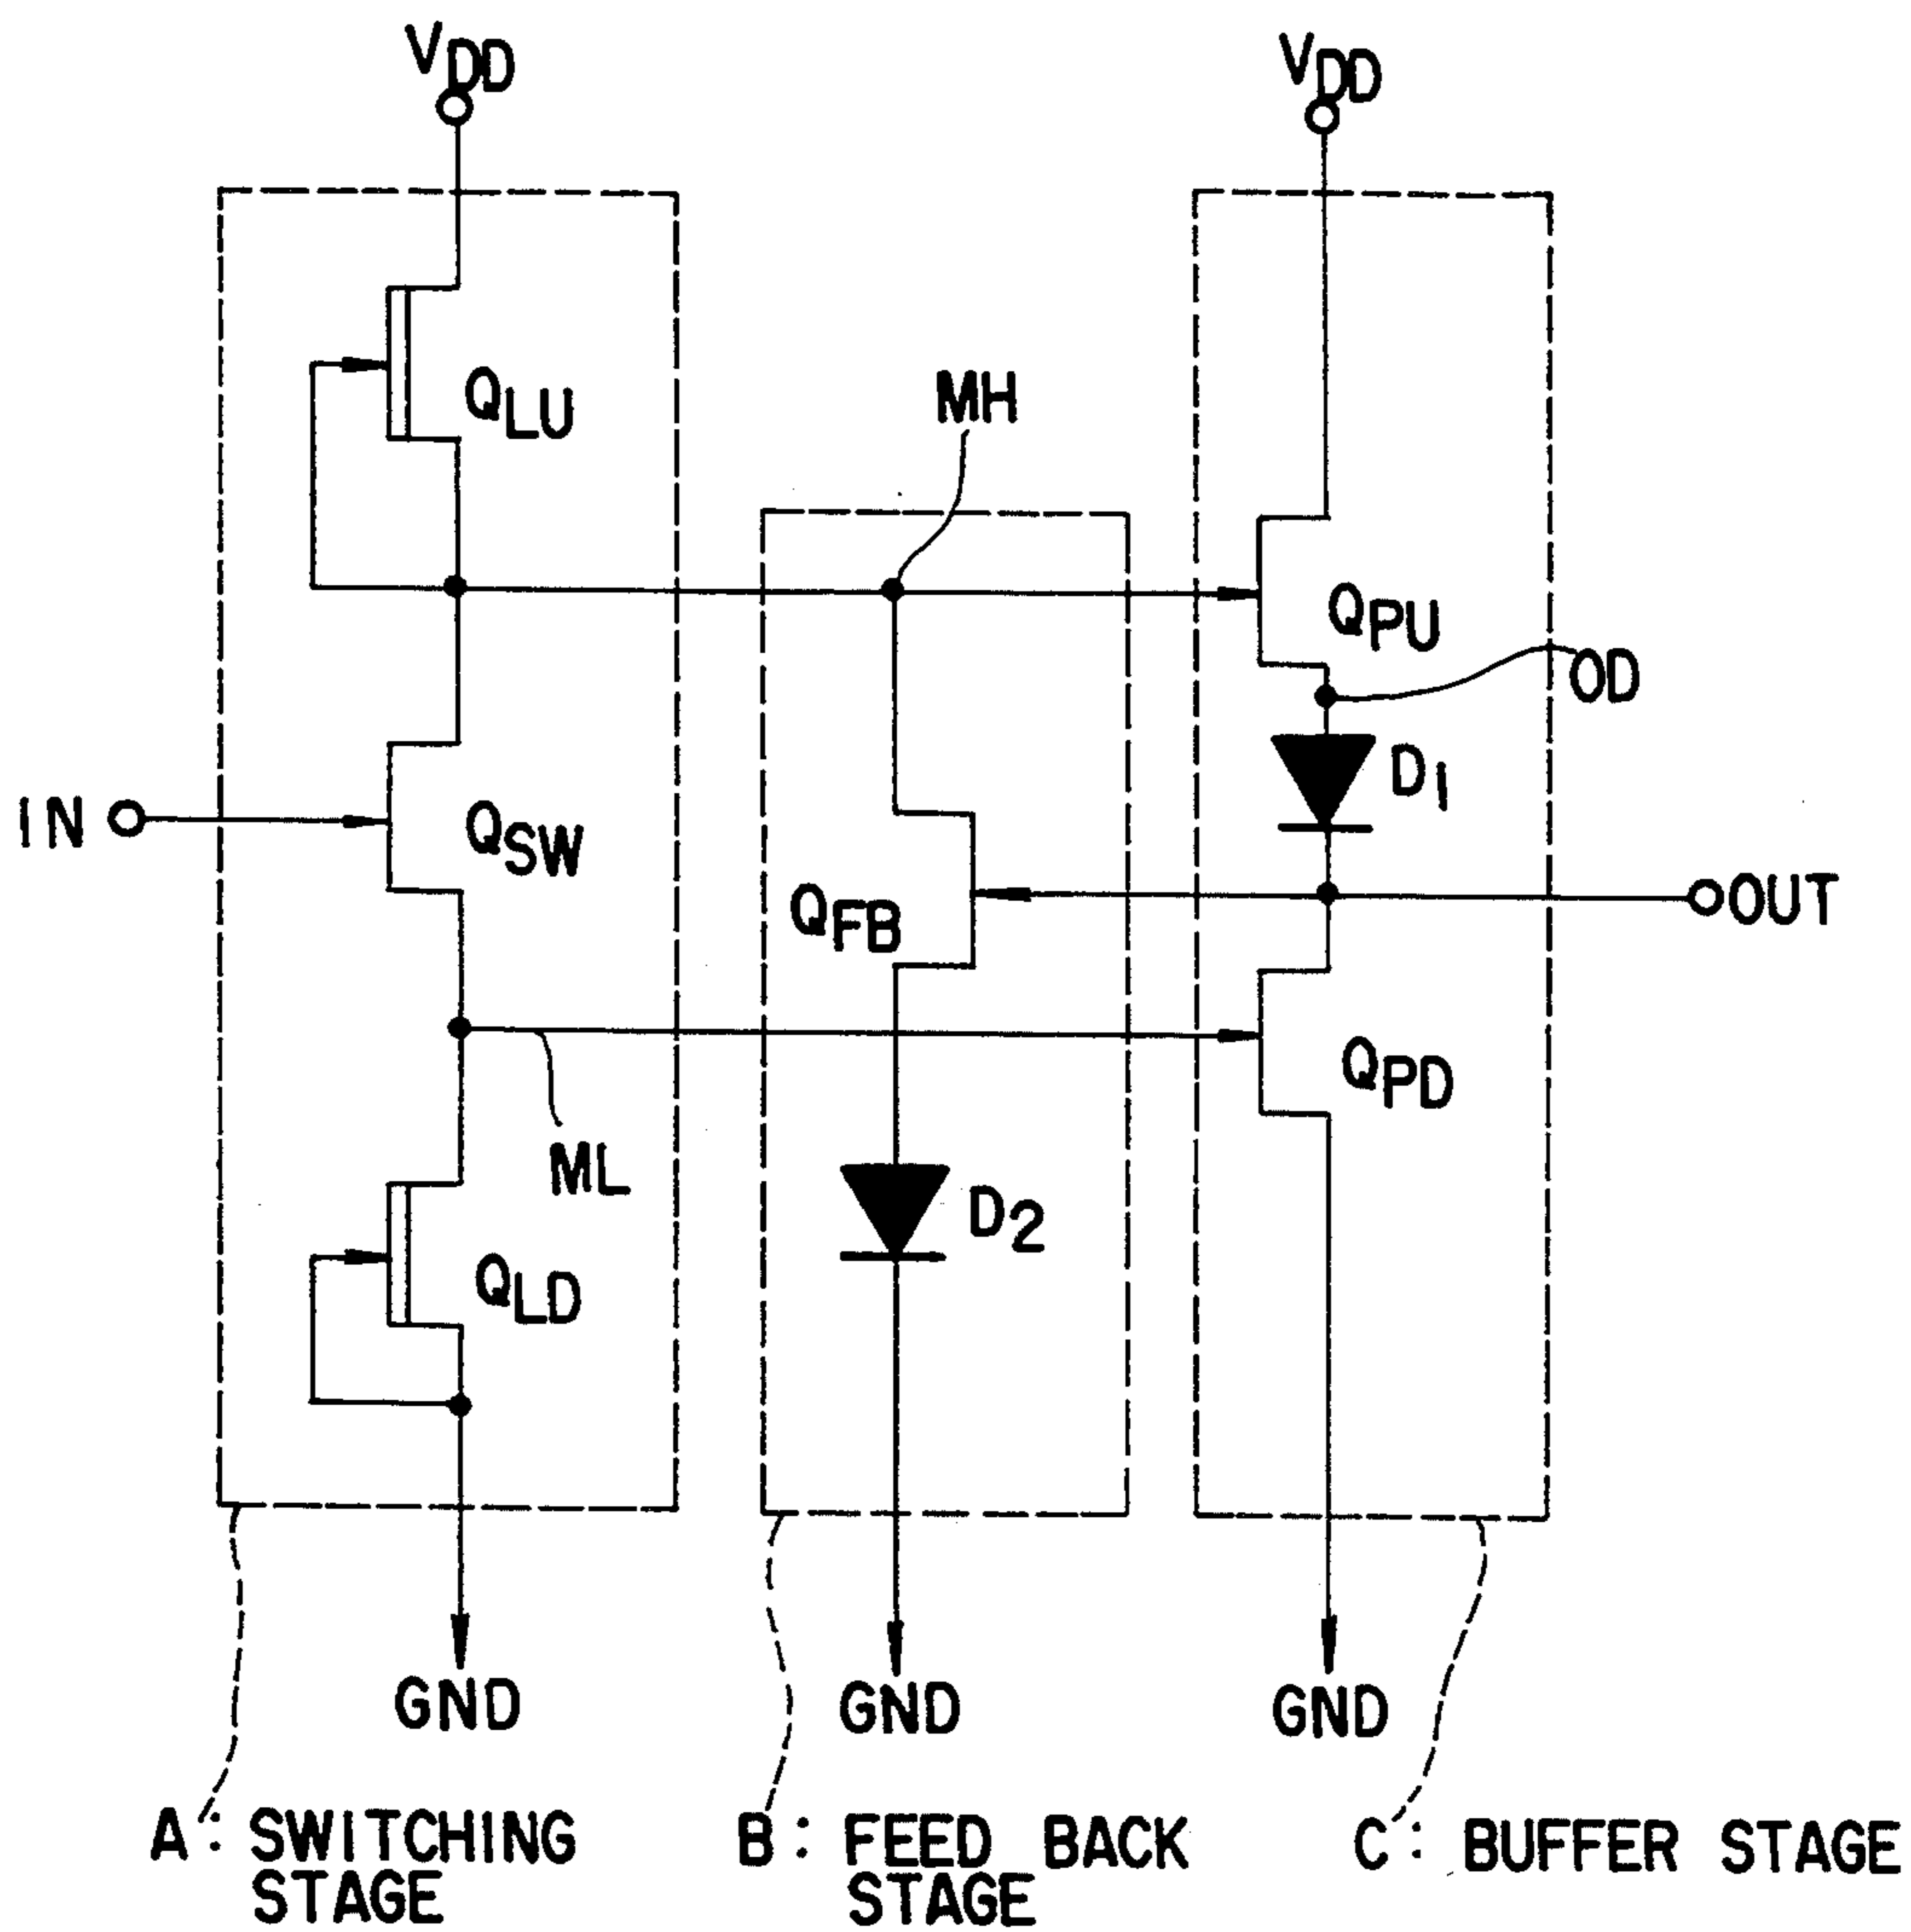 VDD
VDD
QLU
MH
QPU
OD
D1
IN
QSW
QFB
OUT
QPD
ML
D2
QLD
GND
GND
GND
A: SWITCHING
STAGE
B: FEED BACK
STAGE
C: BUFFER STAGE